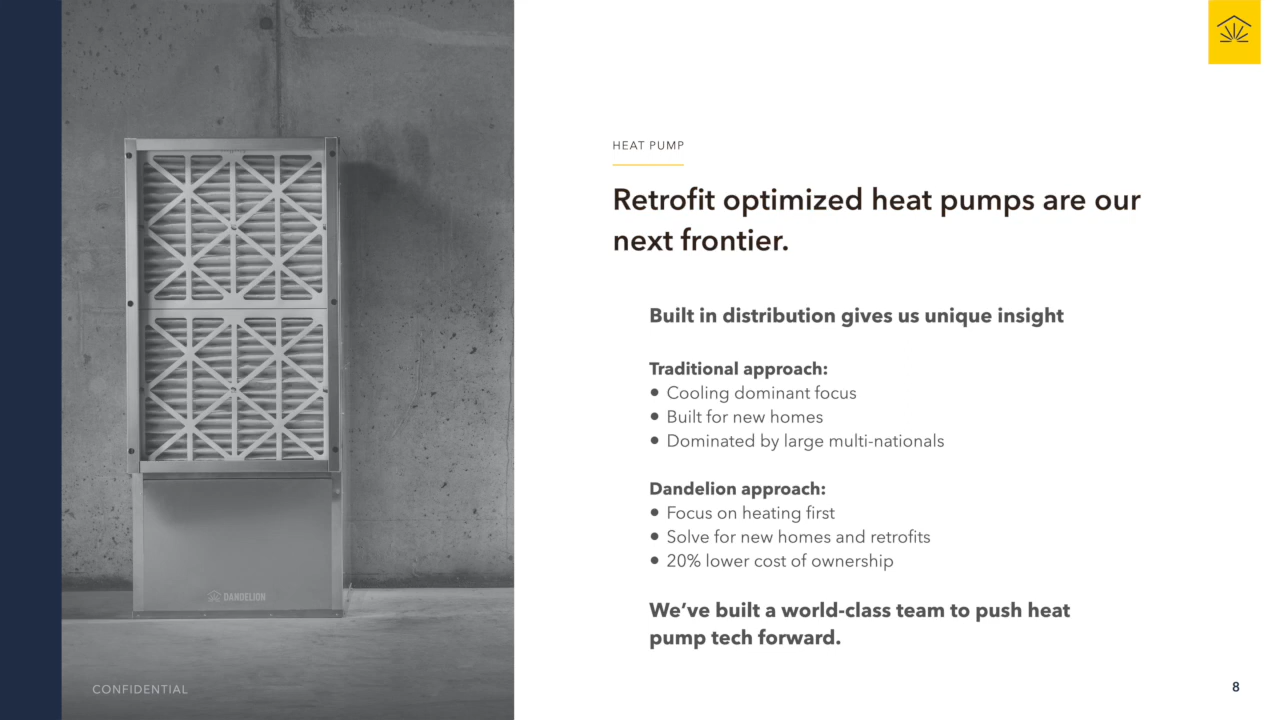 HEAT PUMP
Retrofit optimized heat pumps are our
next frontier.
Built in distribution gives us unique insight
Traditional approach:
• Cooling dominant focus
• Built for new homes
• Dominated by large multi-nationals
Dandelion approach:
• Focus on heating first
• Solve for new homes and retrofits
• 20% lower cost of ownership
We’ve built a world-class team to push heat
pump tech forward.
DANDELION
CONFIDENTIAL
8